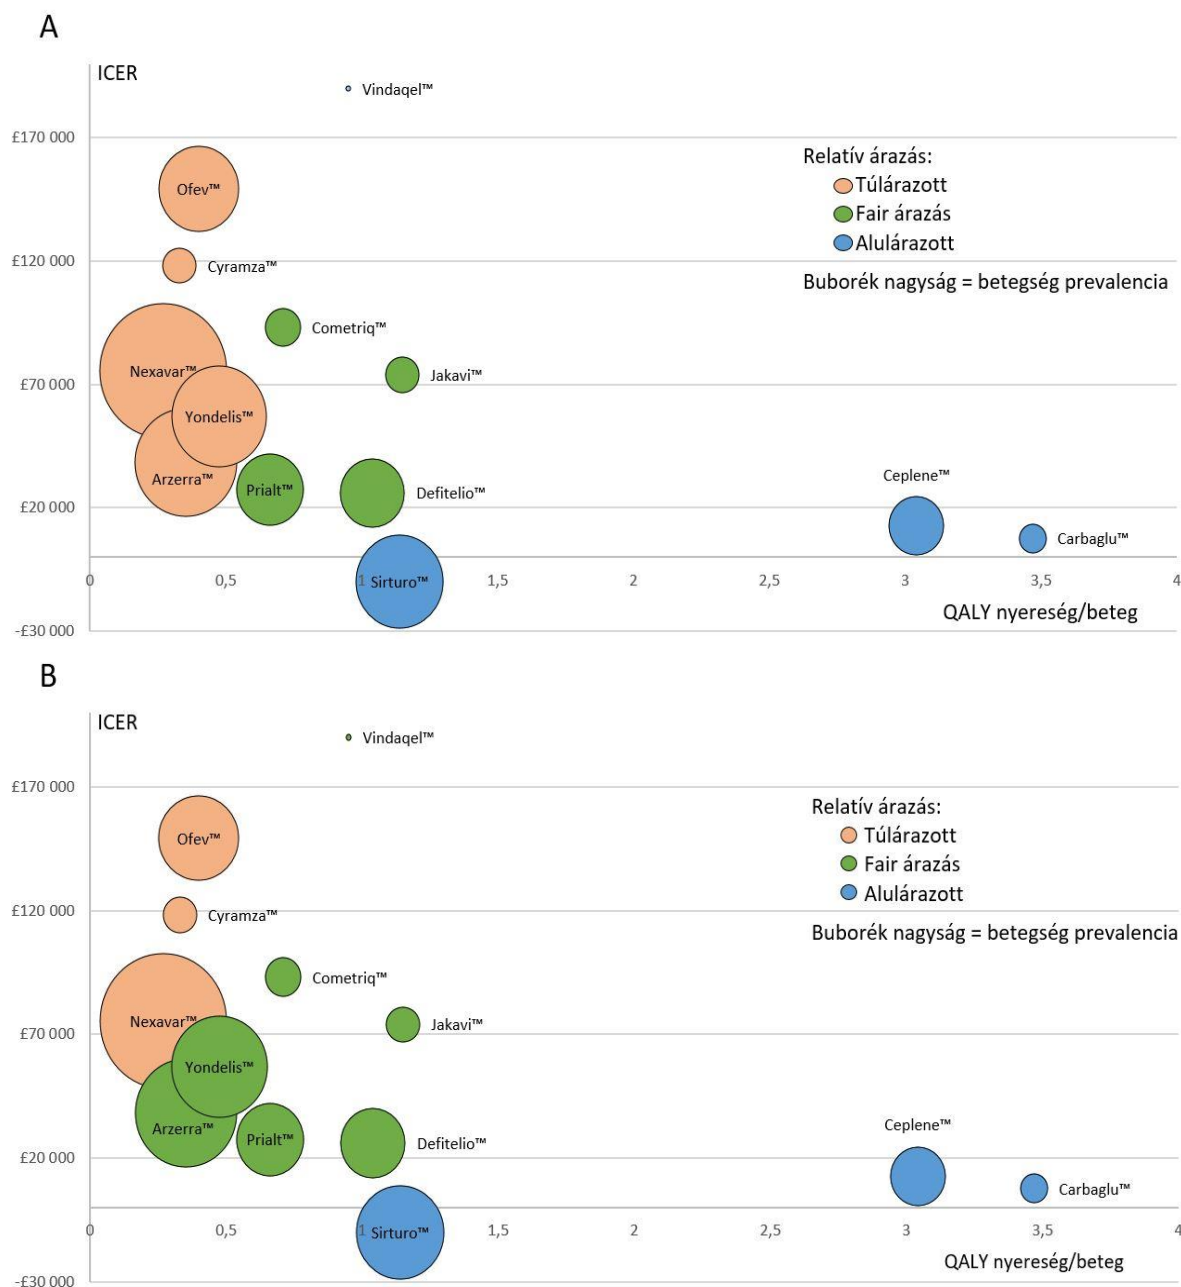 A
ICER
Vindaqel™
£170 000
Relatív árazás:
Ofev™
Túlárazott
Fair árazás
Alulárazott
£120 000
Cyramza™
Buborék nagyság = betegség prevalencia
Cometriq™
Nexavar™
Jakavi™
£70 000
Yondelis™
Arzerra™
Prialt™
Defitelio™
Ceplene™
£20 000
Carbaglu™
0 0,5 1 Sirturo™ 1,5 2 2,5 3 3,5 4
QALY nyereség/beteg
-£30 000
B
ICER
Vindaqel™
£170 000
Relatív árazás:
Ofev™
Túlárazott
Fair árazás
Alulárazott
£120 000
Cyramza™
Buborék nagyság = betegség prevalencia
Cometriq™
Nexavar™
Jakavi™
£70 000
Yondelis™
Arzerra™
Prialt™
Defitelio™
Ceplene™
£20 000
Carbaglu™
0 0,5 1 Sirturo™ 1,5 2 2,5 3 3,5 4
QALY nyereség/beteg
-£30 000